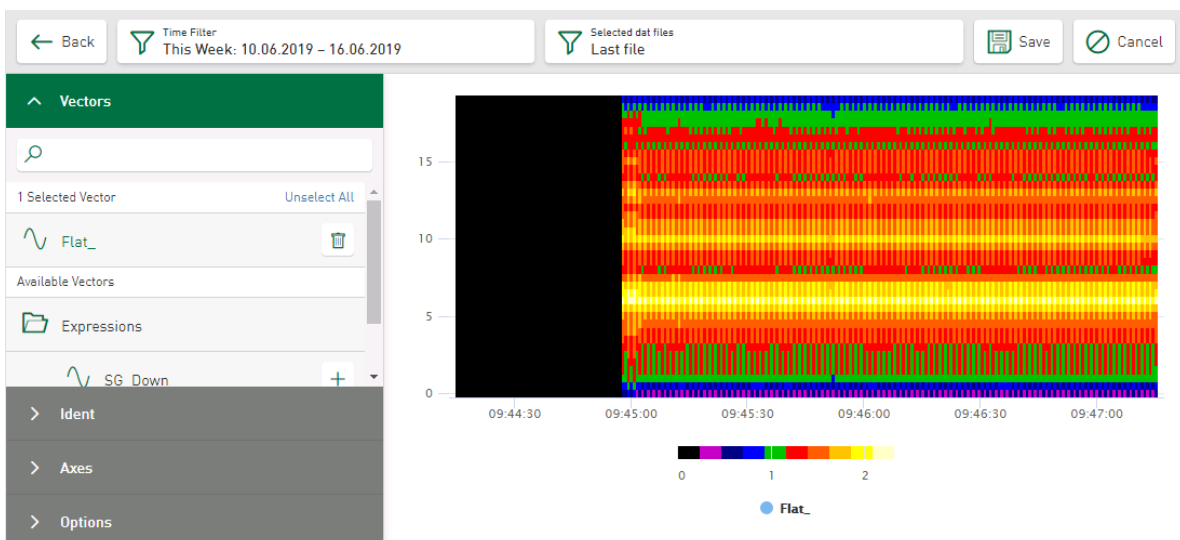 Back
Time Filter
This Week: 10.06.2019 – 16.06.2019
Selected dat files
Last file
Save
Cancel
Vectors
1 Selected Vector
Unselect All
Flat_
Available Vectors
Expressions
SG_Down
Ident
Axes
Options
15
10
5
0
09:44:30
09:45:00
09:45:30
09:46:00
09:46:30
09:47:00
0
1
2
Flat_